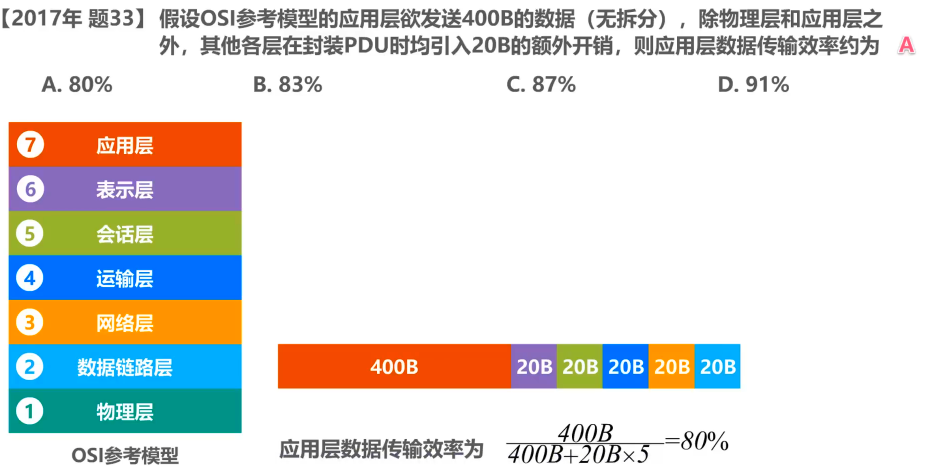 【2017年 题33】 假设OSI参考模型的应用层欲发送400B的数据（无拆分），除物理层和应用层之
外，其他各层在封装PDU时均引入20B的额外开销，则应用层数据传输效率约为 A
A. 80% B. 83% C. 87% D. 91%
7 应用层
6 表示层
5 会话层
4 运输层
3 网络层
2 数据链路层
1 物理层
OSI参考模型
400B 20B 20B 20B 20B 20B
应用层数据传输效率为 400B/400B+20B×5=80%